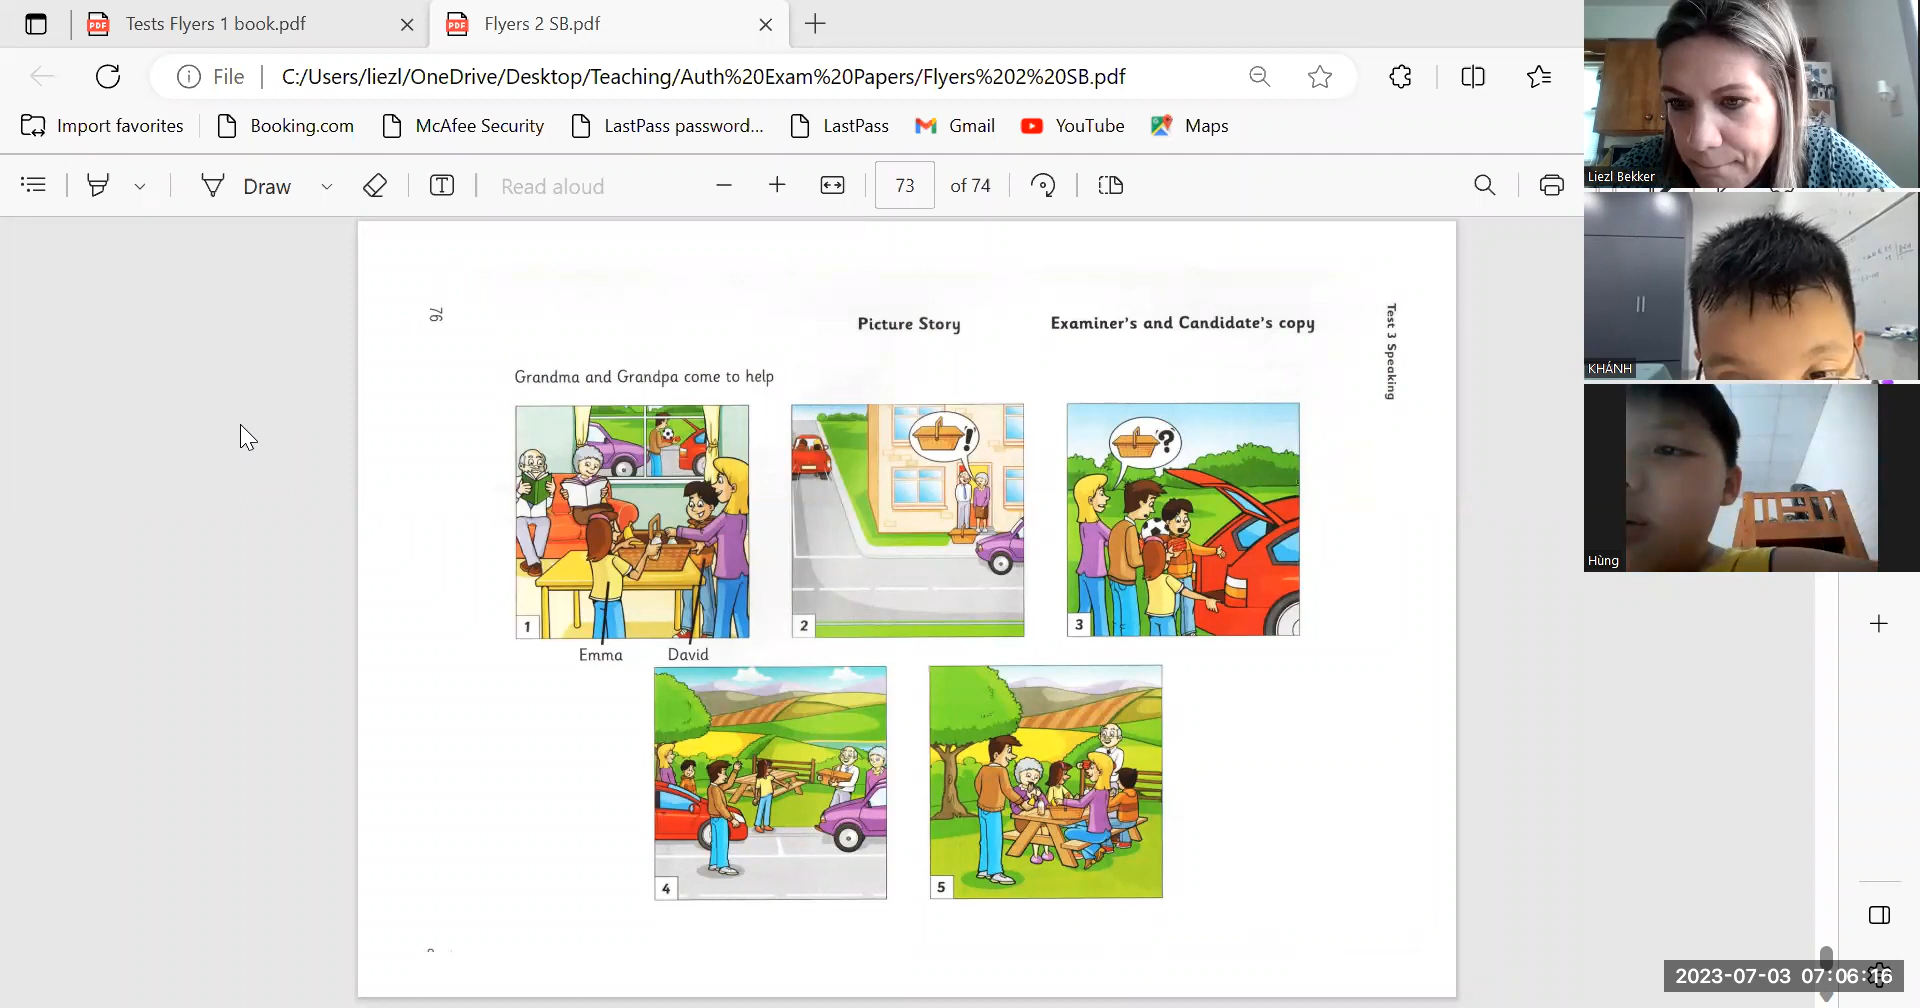 Tests Flyers 1 book.pdf
Flyers 2 SB.pdf
File
C:/Users/liezl/OneDrive/Desktop/Teaching/Auth%20Exam%20Papers/Flyers%202%20SB.pdf
Import favorites
Booking.com
McAfee Security
LastPass password...
LastPass
Gmail
YouTube
Maps
Draw
Read aloud
73
of 74
76
Picture Story
Examiner's and Candidate's copy
Test 3 Speaking
Grandma and Grandpa come to help
!
?
1
2
3
Emma
David
4
5
Liezl Bekker
KHÁNH
Hùng
2023-07-03 07:06:16